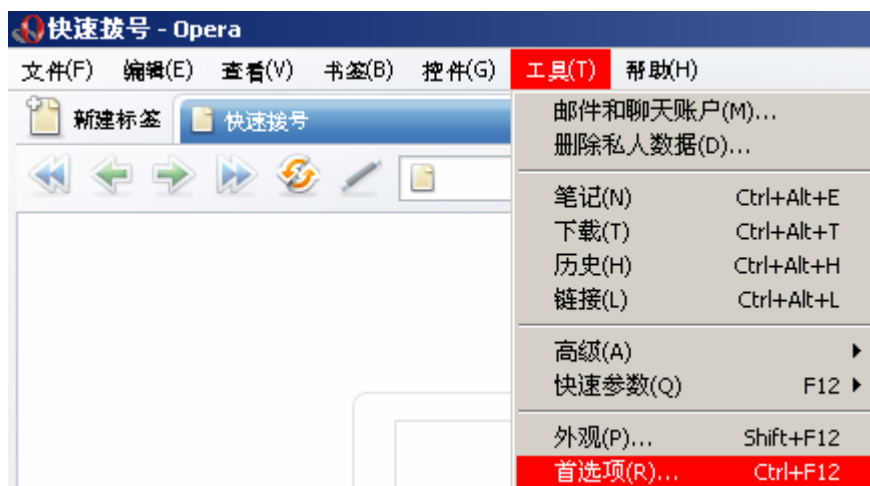 快速拨号 - Opera
文件(F) 编辑(E) 查看(V) 书签(B) 控件(G) 工具(T) 帮助(H)
新建标签 快速拨号
邮件和聊天账户(M)...
删除私人数据(D)...
笔记(N) Ctrl+Alt+E
下载(T) Ctrl+Alt+T
历史(H) Ctrl+Alt+H
链接(L) Ctrl+Alt+L
高级(A)
快速参数(Q) F12
外观(P)... Shift+F12
首选项(R)... Ctrl+F12